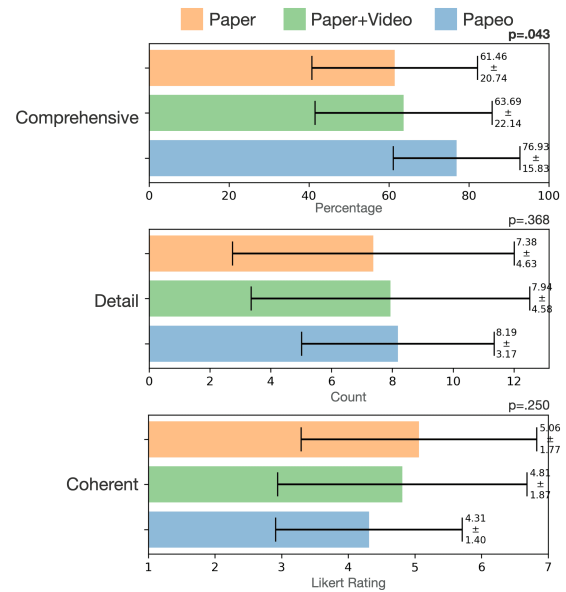 Paper Paper+Video Papeo
p=.043
Comprehensive
61.46
±
20.74
63.69
±
22.14
76.93
±
15.83
0 20 40 60 80 100
Percentage
p=.368
Detail
7.38
±
4.63
7.94
±
4.58
8.19
±
3.17
0 2 4 6 8 10 12
Count
p=.250
Coherent
5.06
±
1.77
4.81
±
1.87
4.31
±
1.40
1 2 3 4 5 6 7
Likert Rating